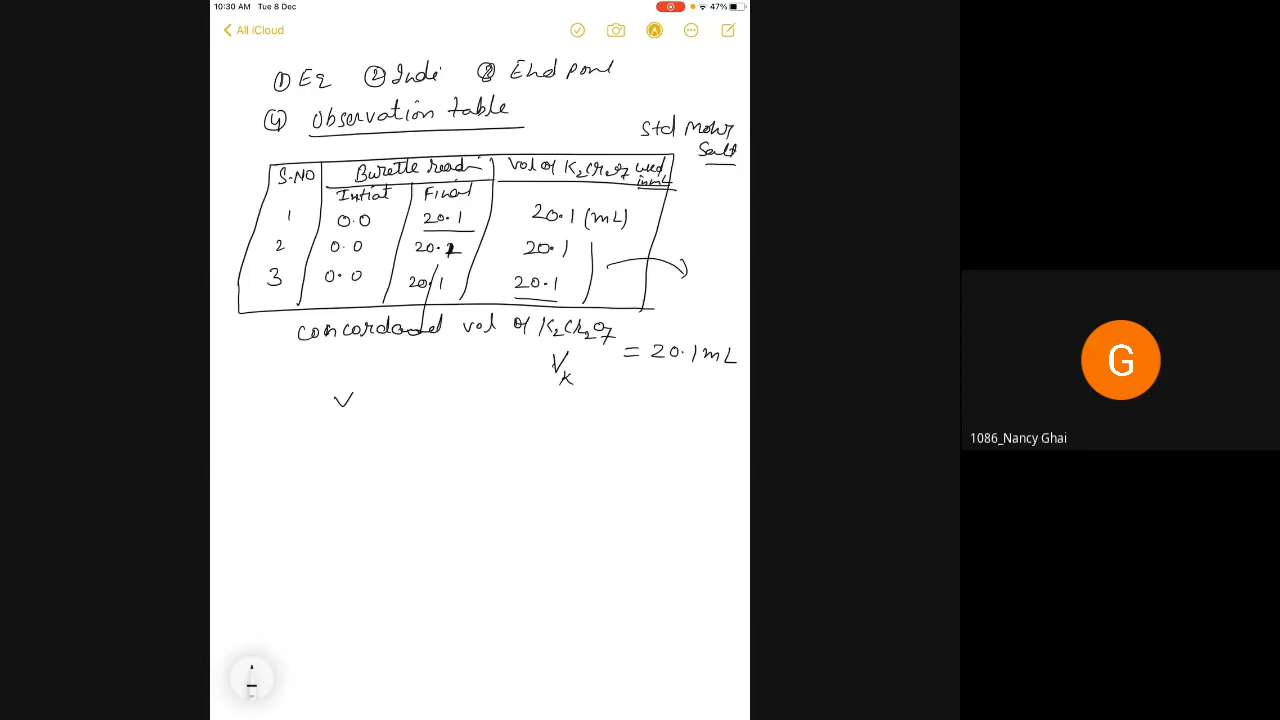 10:30 AM Tue 8 Dec
47%
All iCloud
① Eq ② Indi ③ End point
④ Observation table
Std Mohr
Salt
S.NO Burette readi Vol of K2Cr2O7 used
in mL
Initial Final
1 0.0 20.1 20.1 (mL)
2 0.0 20.1 20.1
3 0.0 20.1 20.1
concordand vol of K2Cr2O7
VK = 20.1 mL
V
G
1086_Nancy Ghai